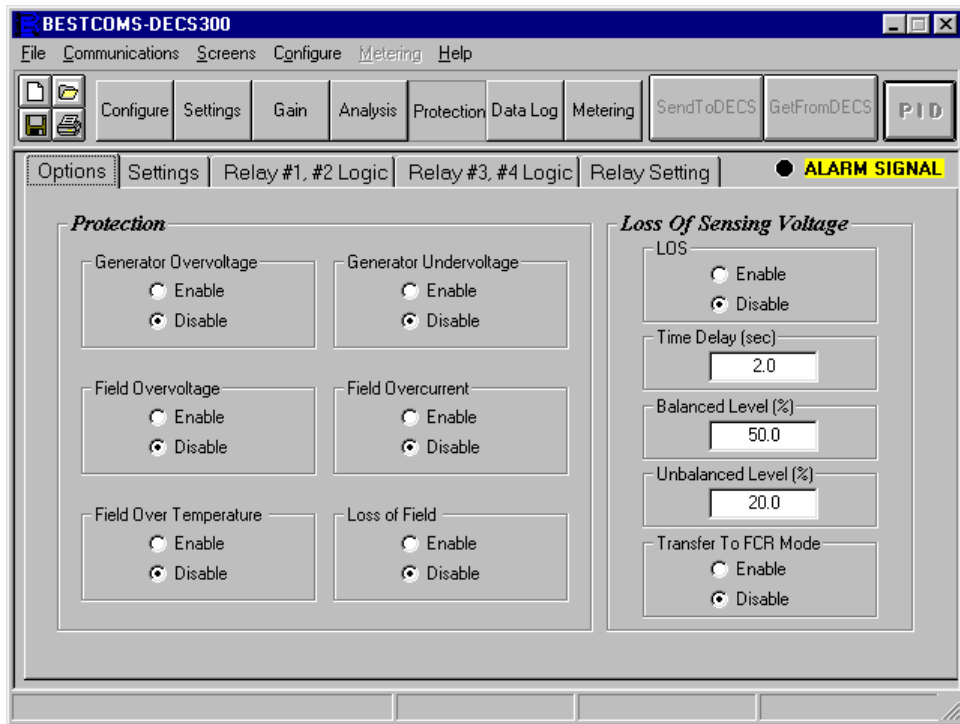 BESTCOMS-DECS300
File Communications Screens Configure Metering Help
Configure Settings Gain Analysis Protection Data Log Metering SendToDECS GetFromDECS PID
Options Settings Relay #1, #2 Logic Relay #3, #4 Logic Relay Setting ALARM SIGNAL
Protection
Generator Overvoltage
Enable
Disable
Generator Undervoltage
Enable
Disable
Field Overvoltage
Enable
Disable
Field Overcurrent
Enable
Disable
Field Over Temperature
Enable
Disable
Loss of Field
Enable
Disable
Loss Of Sensing Voltage
LOS
Enable
Disable
Time Delay (sec)
2.0
Balanced Level (%)
50.0
Unbalanced Level (%)
20.0
Transfer To FCR Mode
Enable
Disable